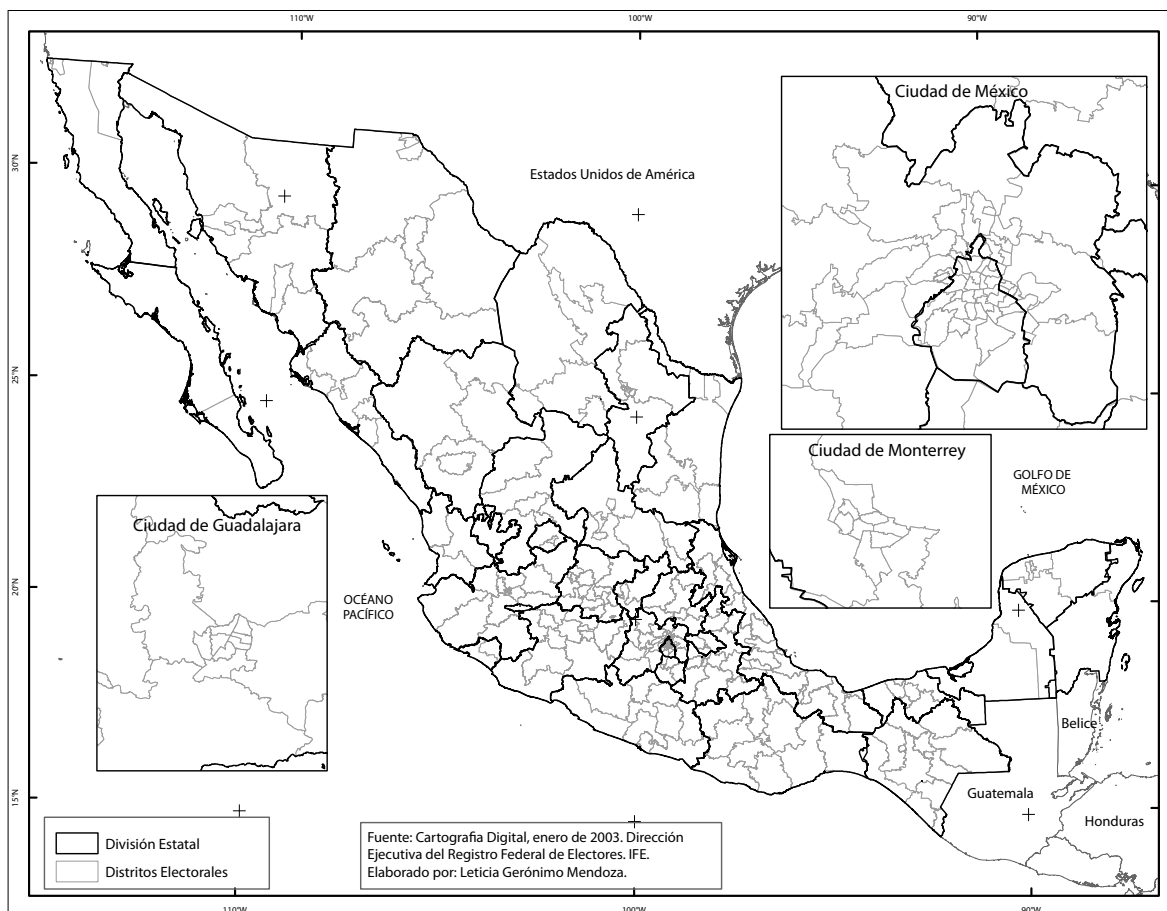 110°W
100°W
90°W
30°N
25°N
20°N
15°N
Estados Unidos de América
Ciudad de México
Ciudad de Monterrey
GOLFO DE
MÉXICO
Ciudad de Guadalajara
OCÉANO
PACÍFICO
Belice
Guatemala
Honduras
División Estatal
Distritos Electorales
Fuente: Cartografia Digital, enero de 2003. Dirección
Ejecutiva del Registro Federal de Electores. IFE.
Elaborado por: Leticia Gerónimo Mendoza.
110°W
100°W
90°W